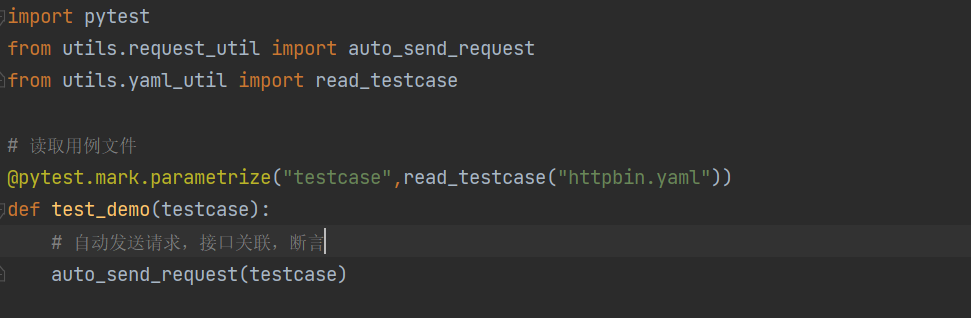 import pytest
from utils.request_util import auto_send_request
from utils.yaml_util import read_testcase
# 读取用例文件
@pytest.mark.parametrize("testcase",read_testcase("httpbin.yaml"))
def test_demo(testcase):
    # 自动发送请求，接口关联，断言
    auto_send_request(testcase)